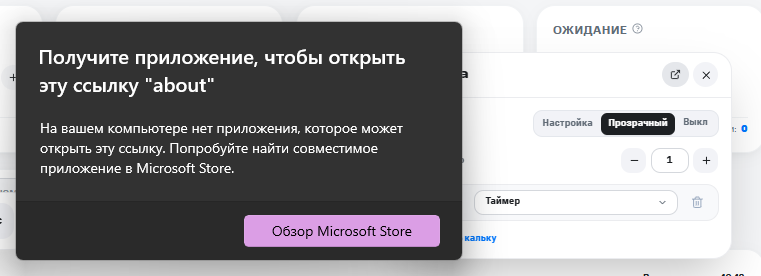 ОЖИДАНИЕ
Получите приложение, чтобы открыть
эту ссылку "about"
На вашем компьютере нет приложения, которое может
открыть эту ссылку. Попробуйте найти совместимое
приложение в Microsoft Store.
Обзор Microsoft Store
Настройка Прозрачный Выкл
0
− 1 +
Таймер
кальку